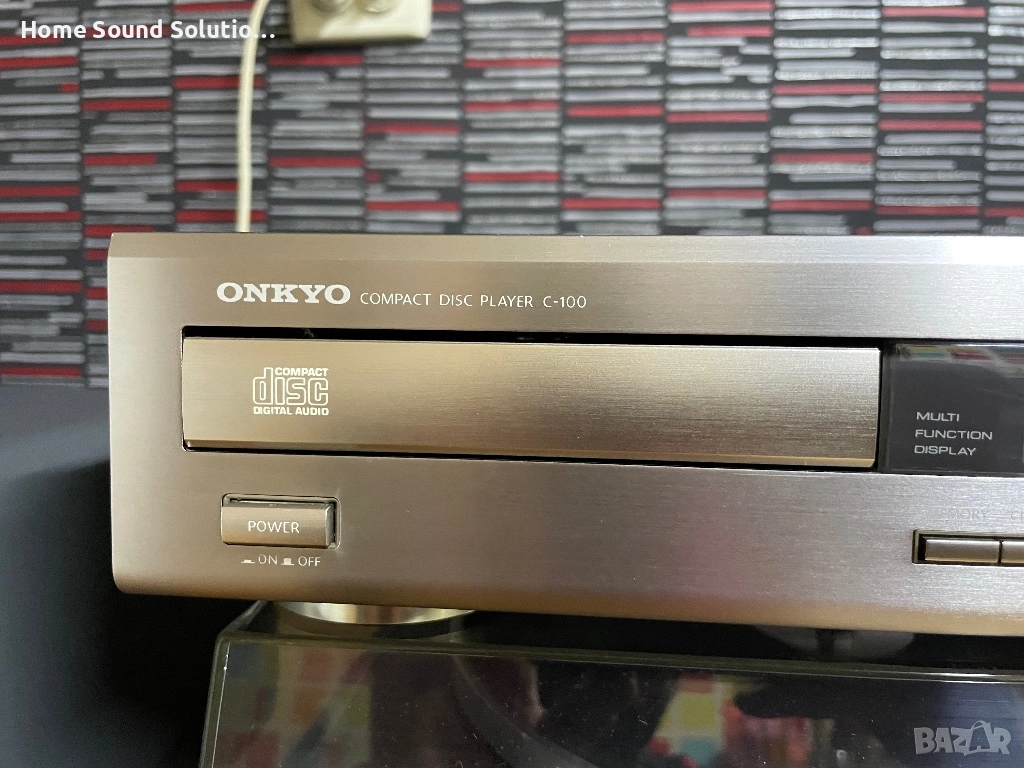 Home Sound Solutio...
ONKYO COMPACT DISC PLAYER C-100
COMPACT
disc
DIGITAL AUDIO
MULTI
FUNCTION
DISPLAY
POWER
ON OFF
BAZAR